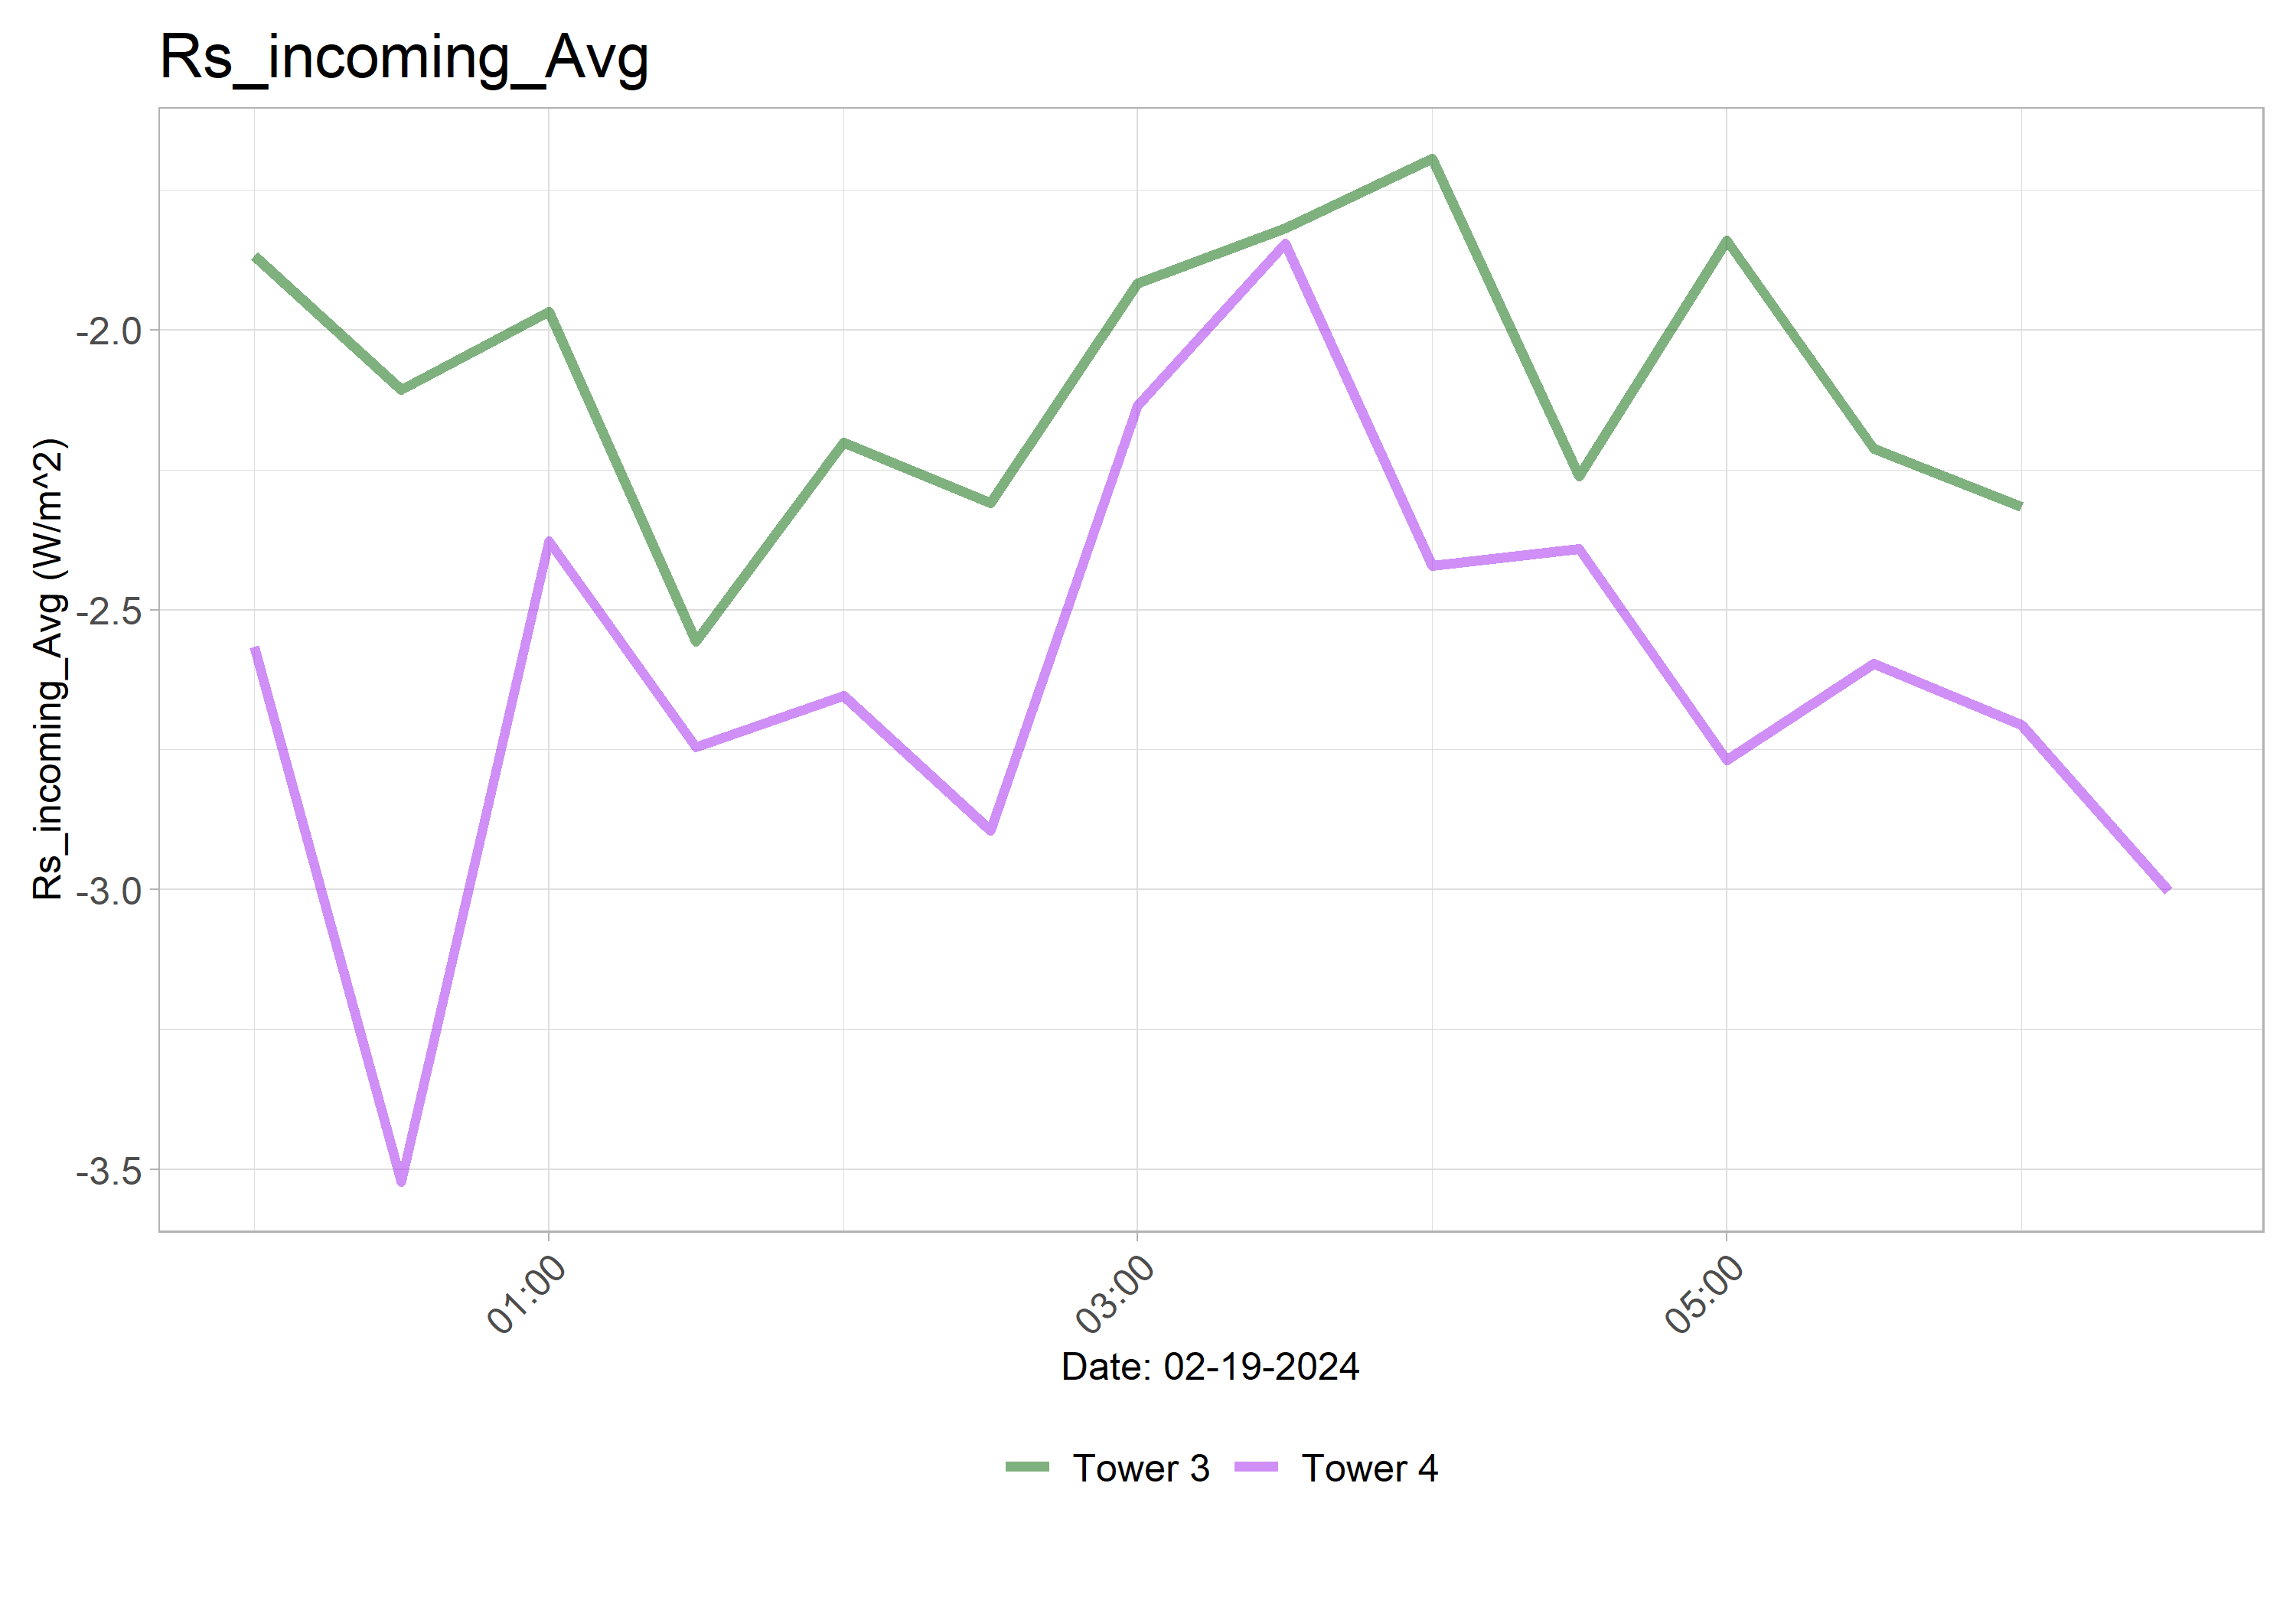 Rs_incoming_Avg
Rs_incoming_Avg (W/m^2)
-2.0
-2.5
-3.0
-3.5
01:00
03:00
05:00
Date: 02-19-2024
Tower 3
Tower 4